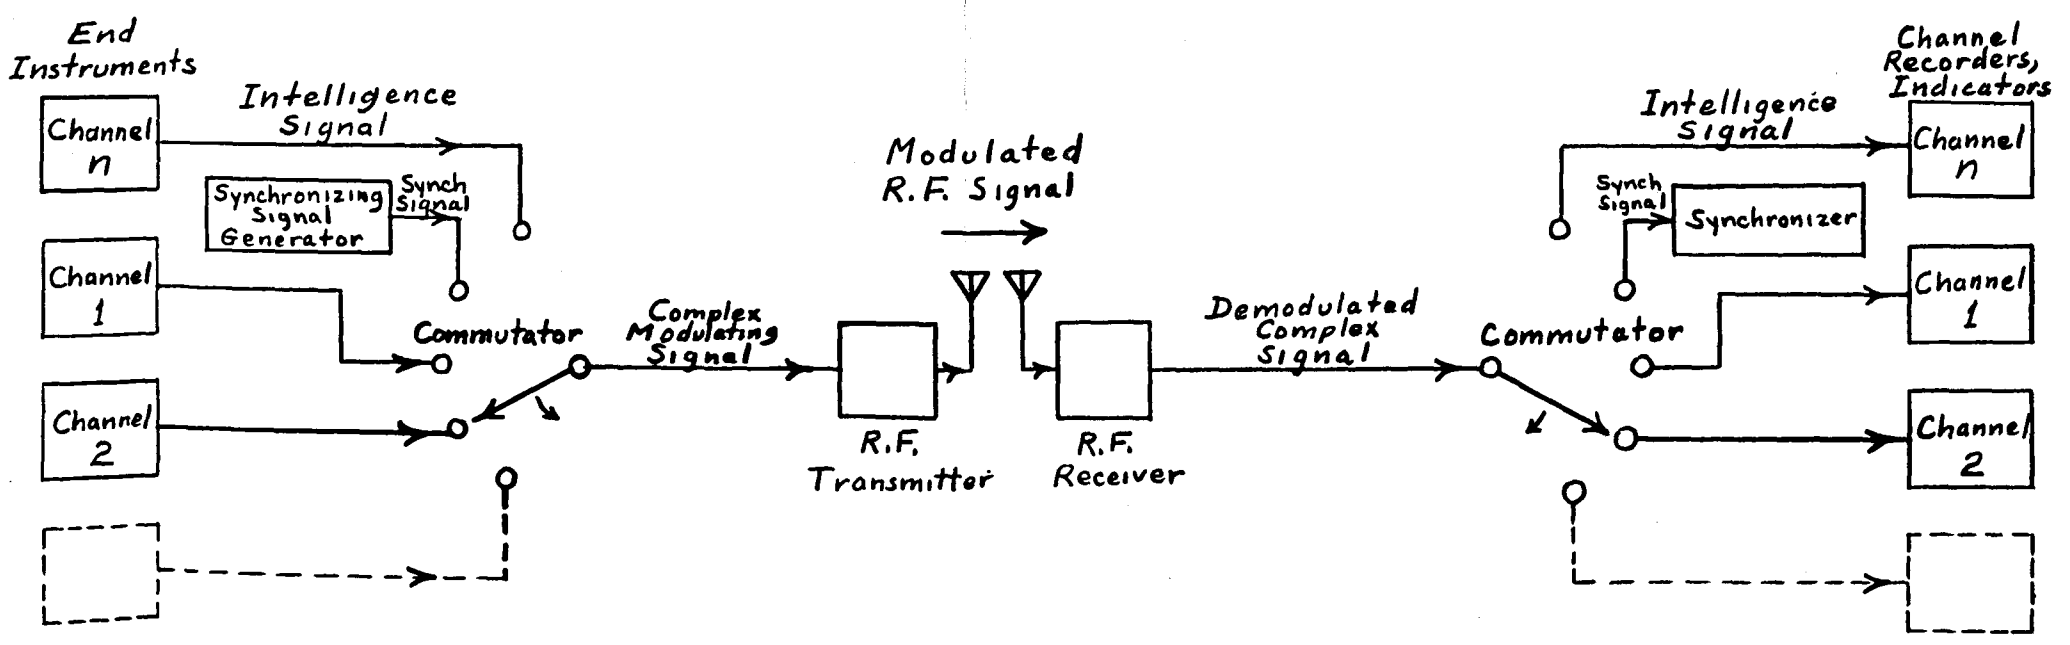 End
Instruments
Channel
n
Intelligence
Signal
Synchronizing
Signal
Generator
Synch
Signal
Channel
1
Channel
2
Commutator
Complex
Modulating
Signal
Modulated
R.F. Signal
R.F.
Transmitter
R.F.
Receiver
Demodulated
Complex
Signal
Commutator
Intelligence
Signal
Synch
Signal
Synchronizer
Channel
Recorders,
Indicators
Channel
n
Channel
1
Channel
2